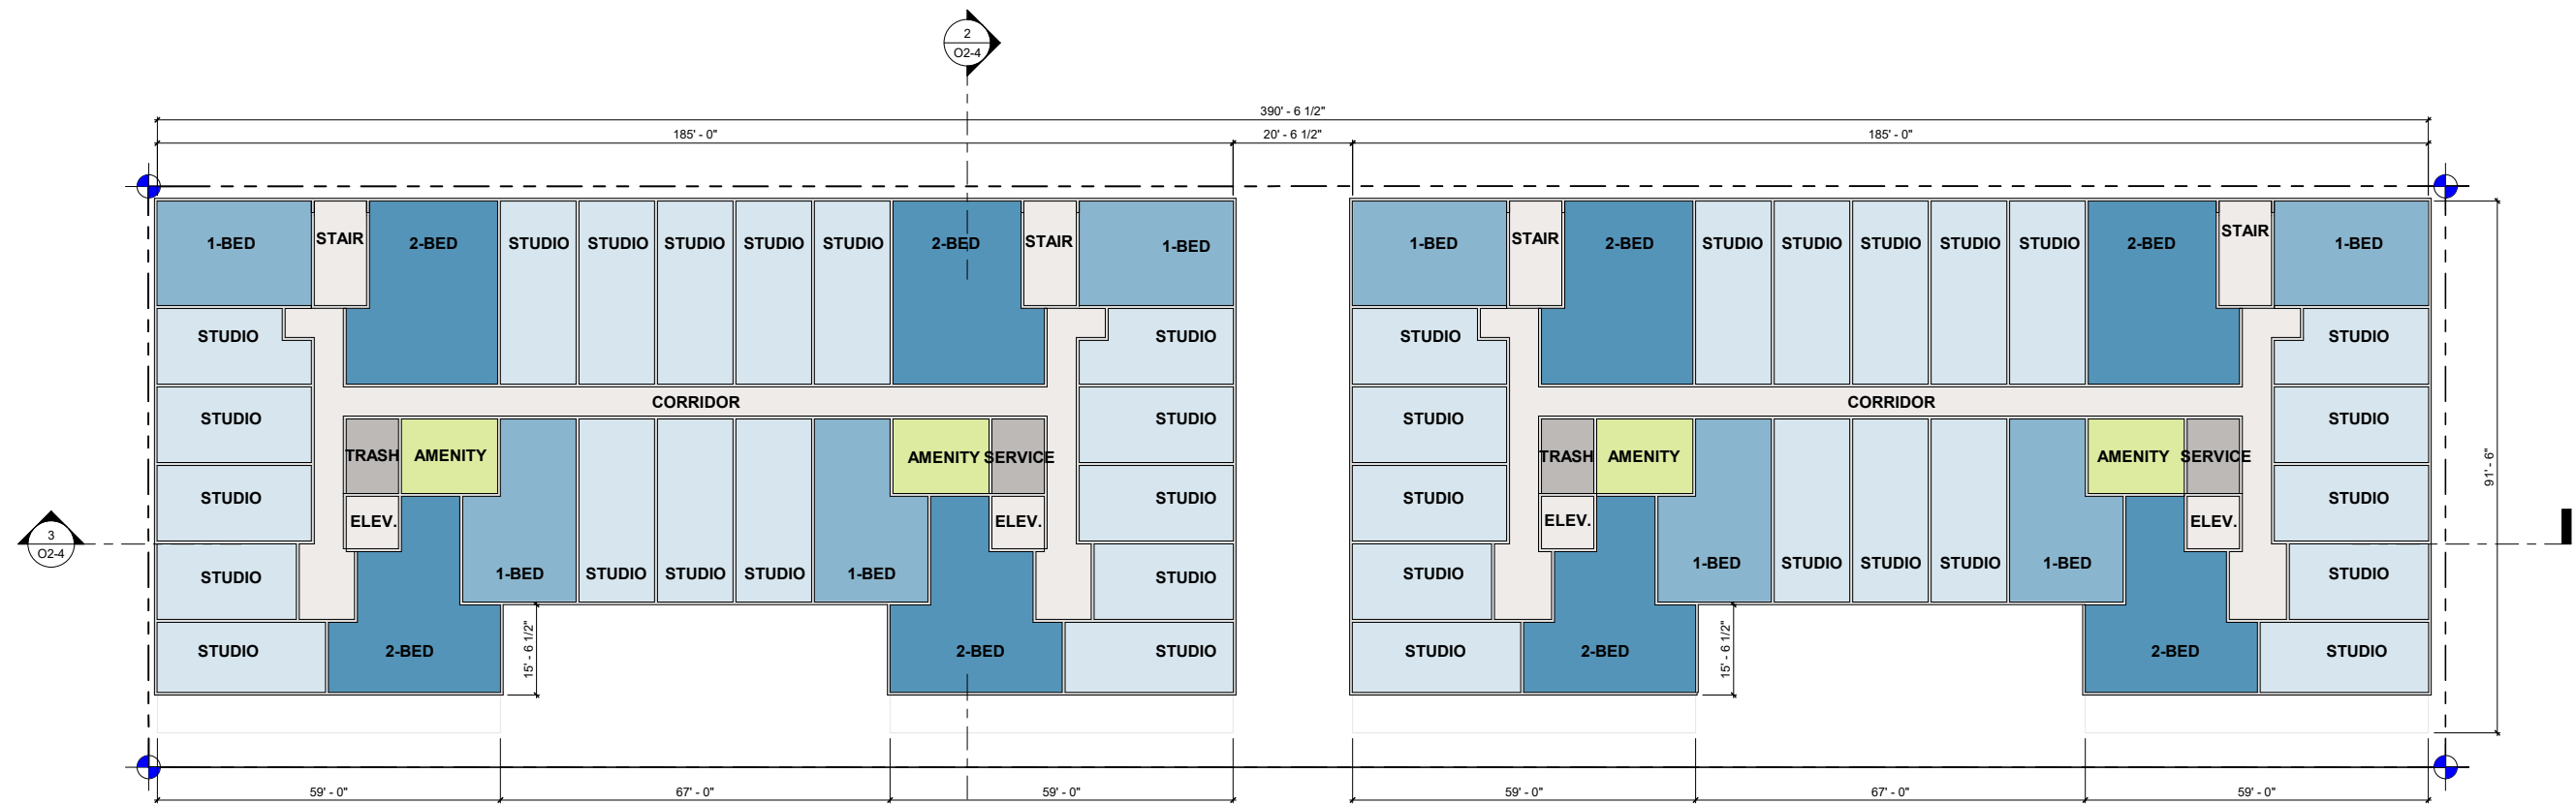 2
O2-4
390' - 6 1/2"
185' - 0"
20' - 6 1/2"
185' - 0"
1-BED
STAIR
2-BED
STUDIO
STUDIO
STUDIO
STUDIO
STUDIO
2-BED
STAIR
1-BED
1-BED
STAIR
2-BED
STUDIO
STUDIO
STUDIO
STUDIO
STUDIO
2-BED
STAIR
1-BED
STUDIO
STUDIO
STUDIO
STUDIO
CORRIDOR
CORRIDOR
STUDIO
STUDIO
STUDIO
STUDIO
TRASH
AMENITY
AMENITY
SERVICE
TRASH
AMENITY
AMENITY
SERVICE
91' - 6"
STUDIO
STUDIO
STUDIO
STUDIO
ELEV.
ELEV.
ELEV.
ELEV.
3
O2-4
STUDIO
1-BED
STUDIO
STUDIO
STUDIO
1-BED
STUDIO
STUDIO
1-BED
STUDIO
STUDIO
STUDIO
1-BED
STUDIO
STUDIO
2-BED
15' - 6 1/2"
2-BED
STUDIO
STUDIO
2-BED
15' - 6 1/2"
2-BED
STUDIO
59' - 0"
67' - 0"
59' - 0"
59' - 0"
67' - 0"
59' - 0"